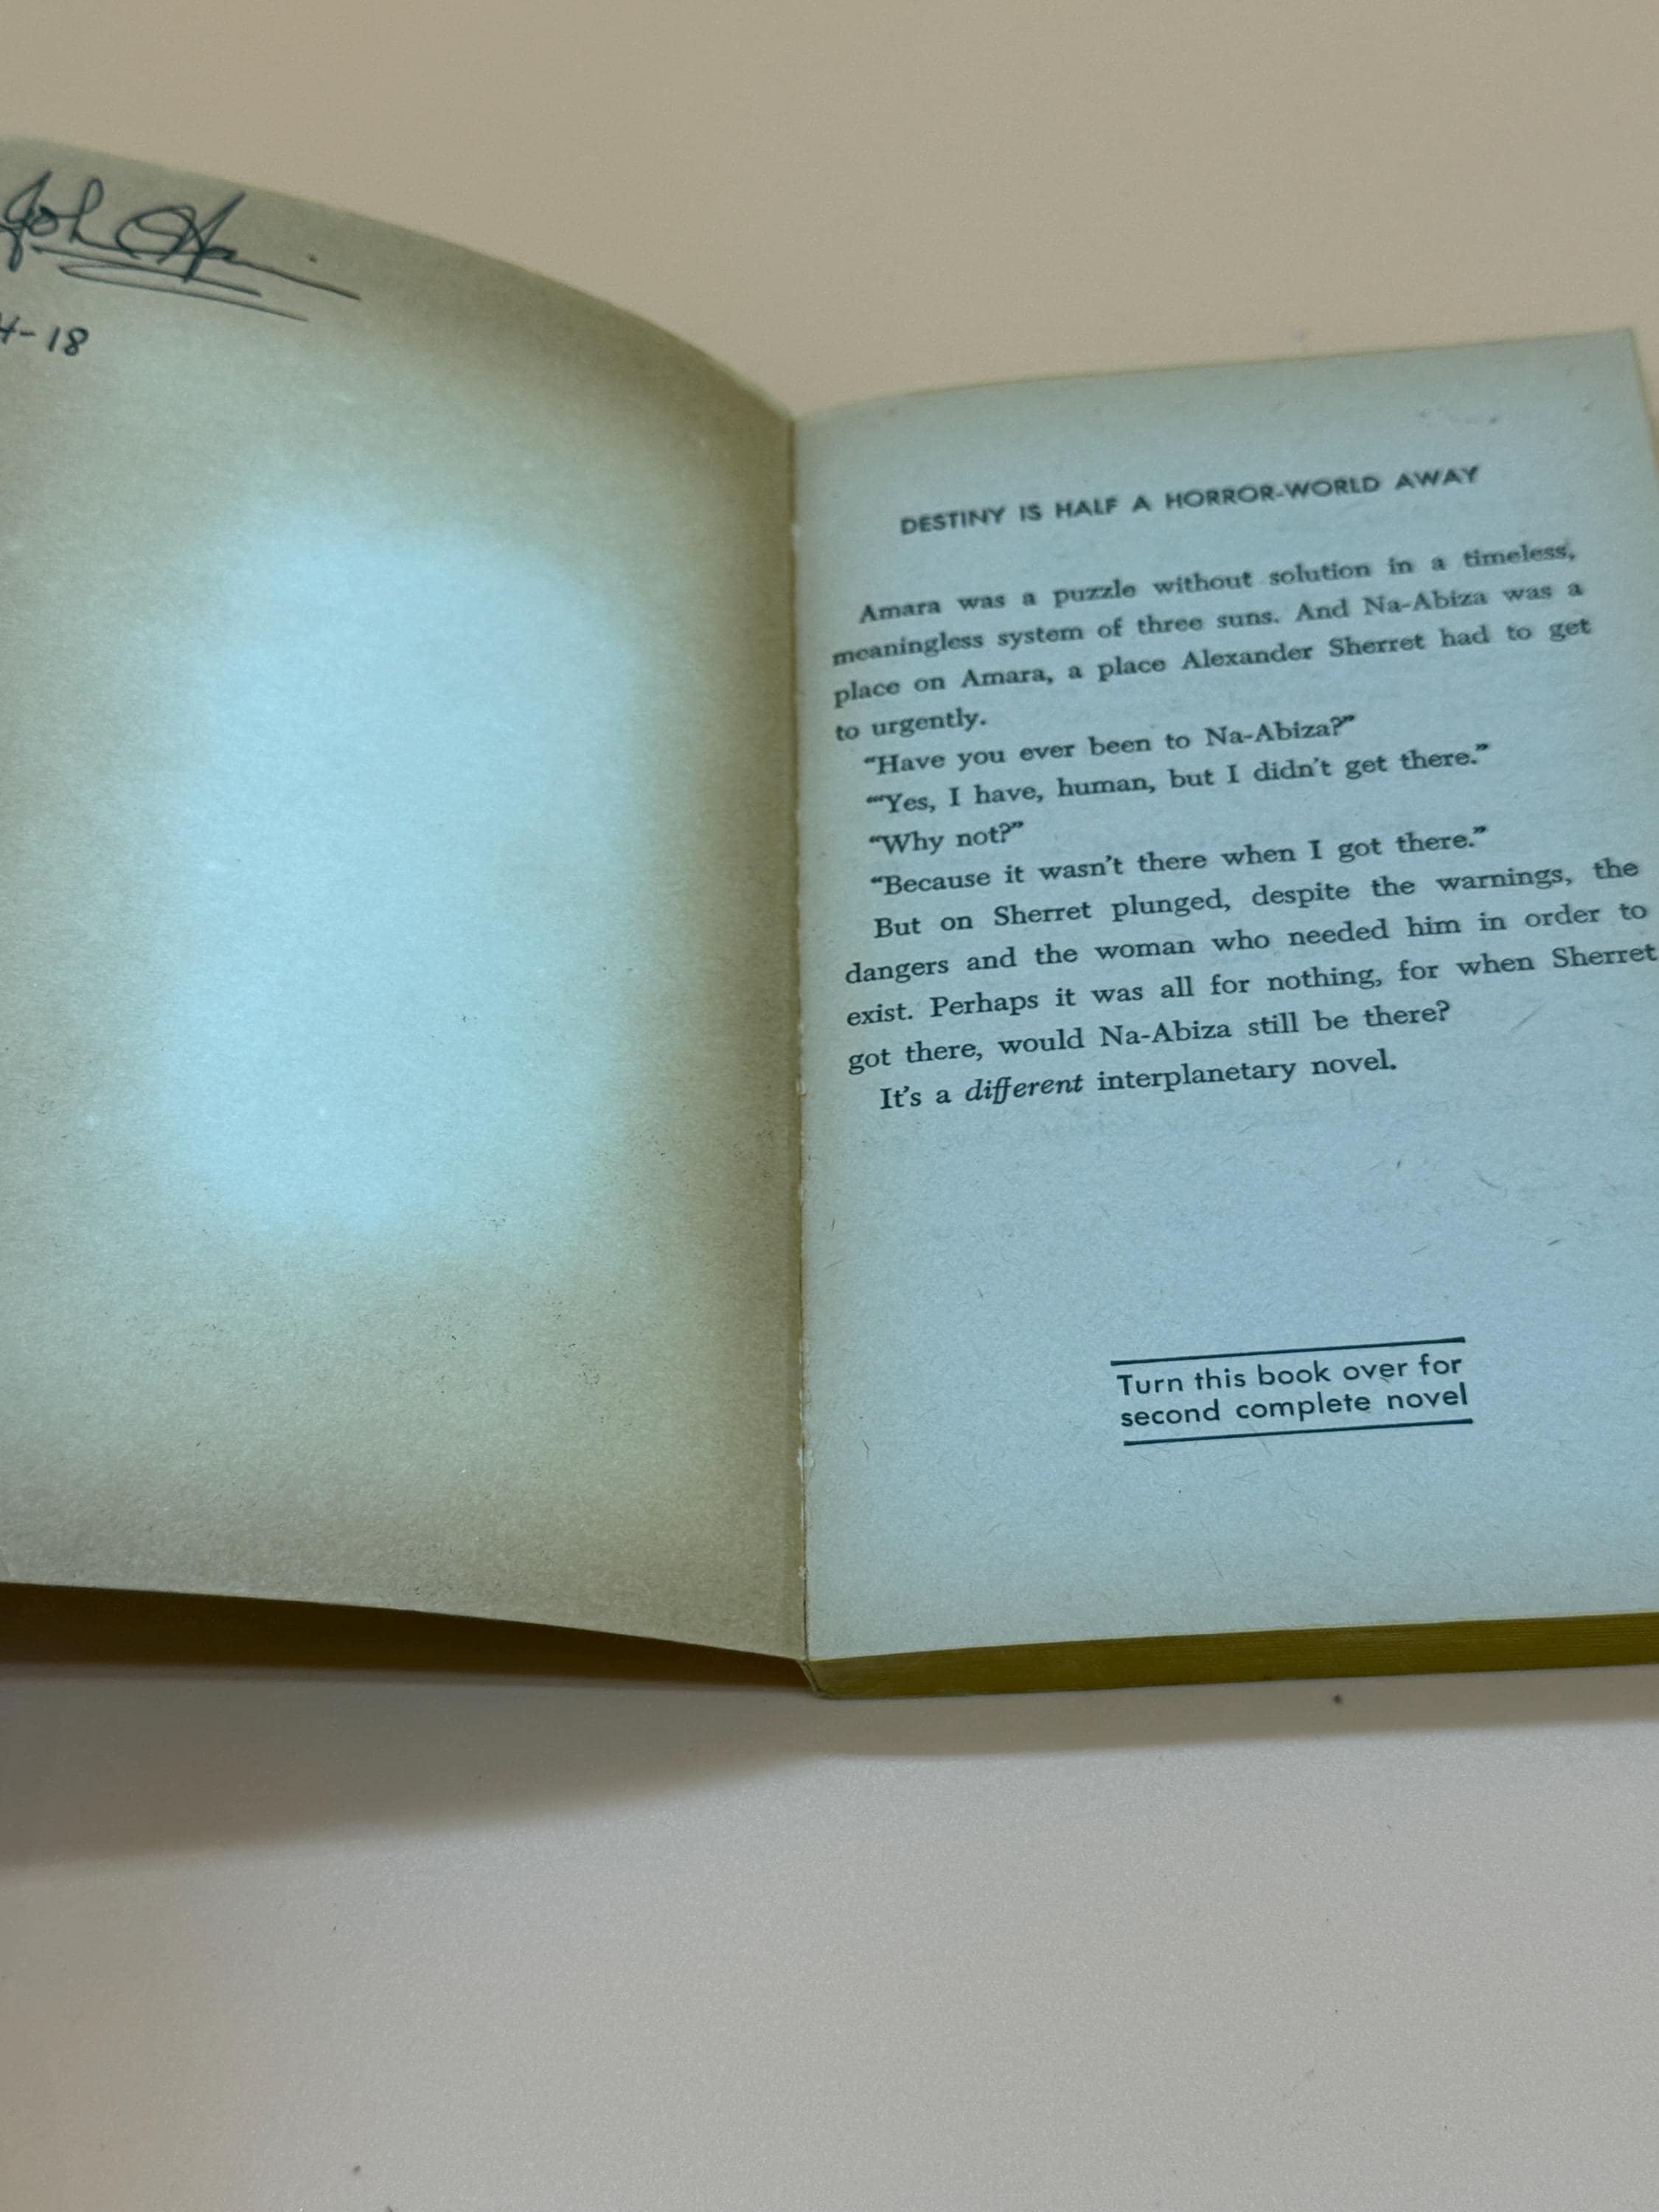 Joh
4-18
DESTINY IS HALF A HORROR-WORLD AWAY
Amara was a puzzle without solution in a timeless,
meaningless system of three suns. And Na-Abiza was a
place on Amara, a place Alexander Sherret had to get
to urgently.
“Have you ever been to Na-Abiza?”
“‘Yes, I have, human, but I didn’t get there.”
“Why not?”
“Because it wasn’t there when I got there.”
But on Sherret plunged, despite the warnings, the
dangers and the woman who needed him in order to
exist. Perhaps it was all for nothing, for when Sherret
got there, would Na-Abiza still be there?
It’s a different interplanetary novel.
Turn this book over for
second complete novel